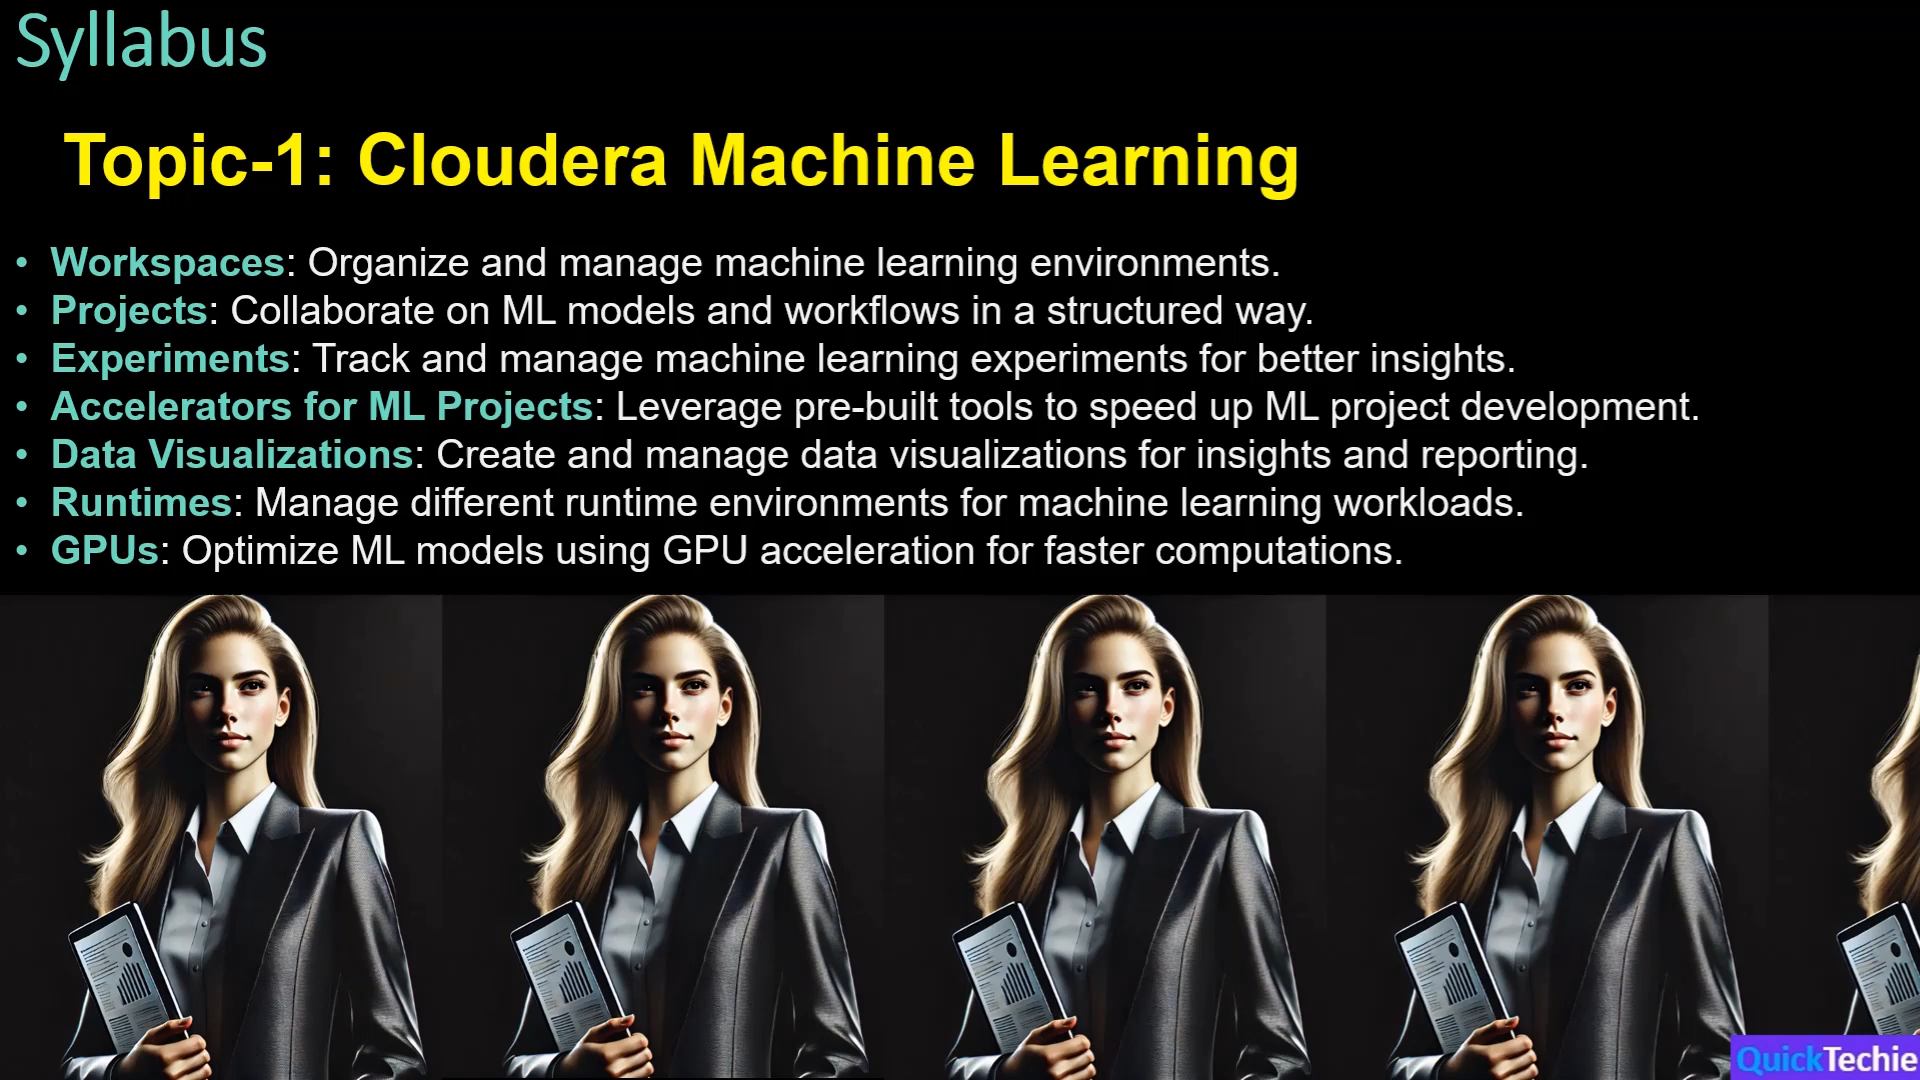 Syllabus
Topic-1: Cloudera Machine Learning
• Workspaces: Organize and manage machine learning environments.
• Projects: Collaborate on ML models and workflows in a structured way.
• Experiments: Track and manage machine learning experiments for better insights.
• Accelerators for ML Projects: Leverage pre-built tools to speed up ML project development.
• Data Visualizations: Create and manage data visualizations for insights and reporting.
• Runtimes: Manage different runtime environments for machine learning workloads.
• GPUs: Optimize ML models using GPU acceleration for faster computations.
QuickTechie